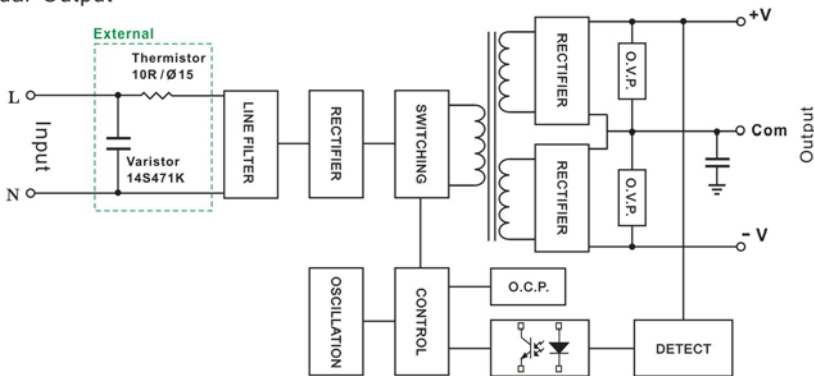 Dual Output
External
Thermistor
10R/Ø15
L
Input
N
Varistor
14S471K
LINE FILTER
RECTIFIER
SWITCHING
RECTIFIER
RECTIFIER
O.V.P.
O.V.P.
+V
Com
- V
Output
OSCILLATION
CONTROL
O.C.P.
DETECT